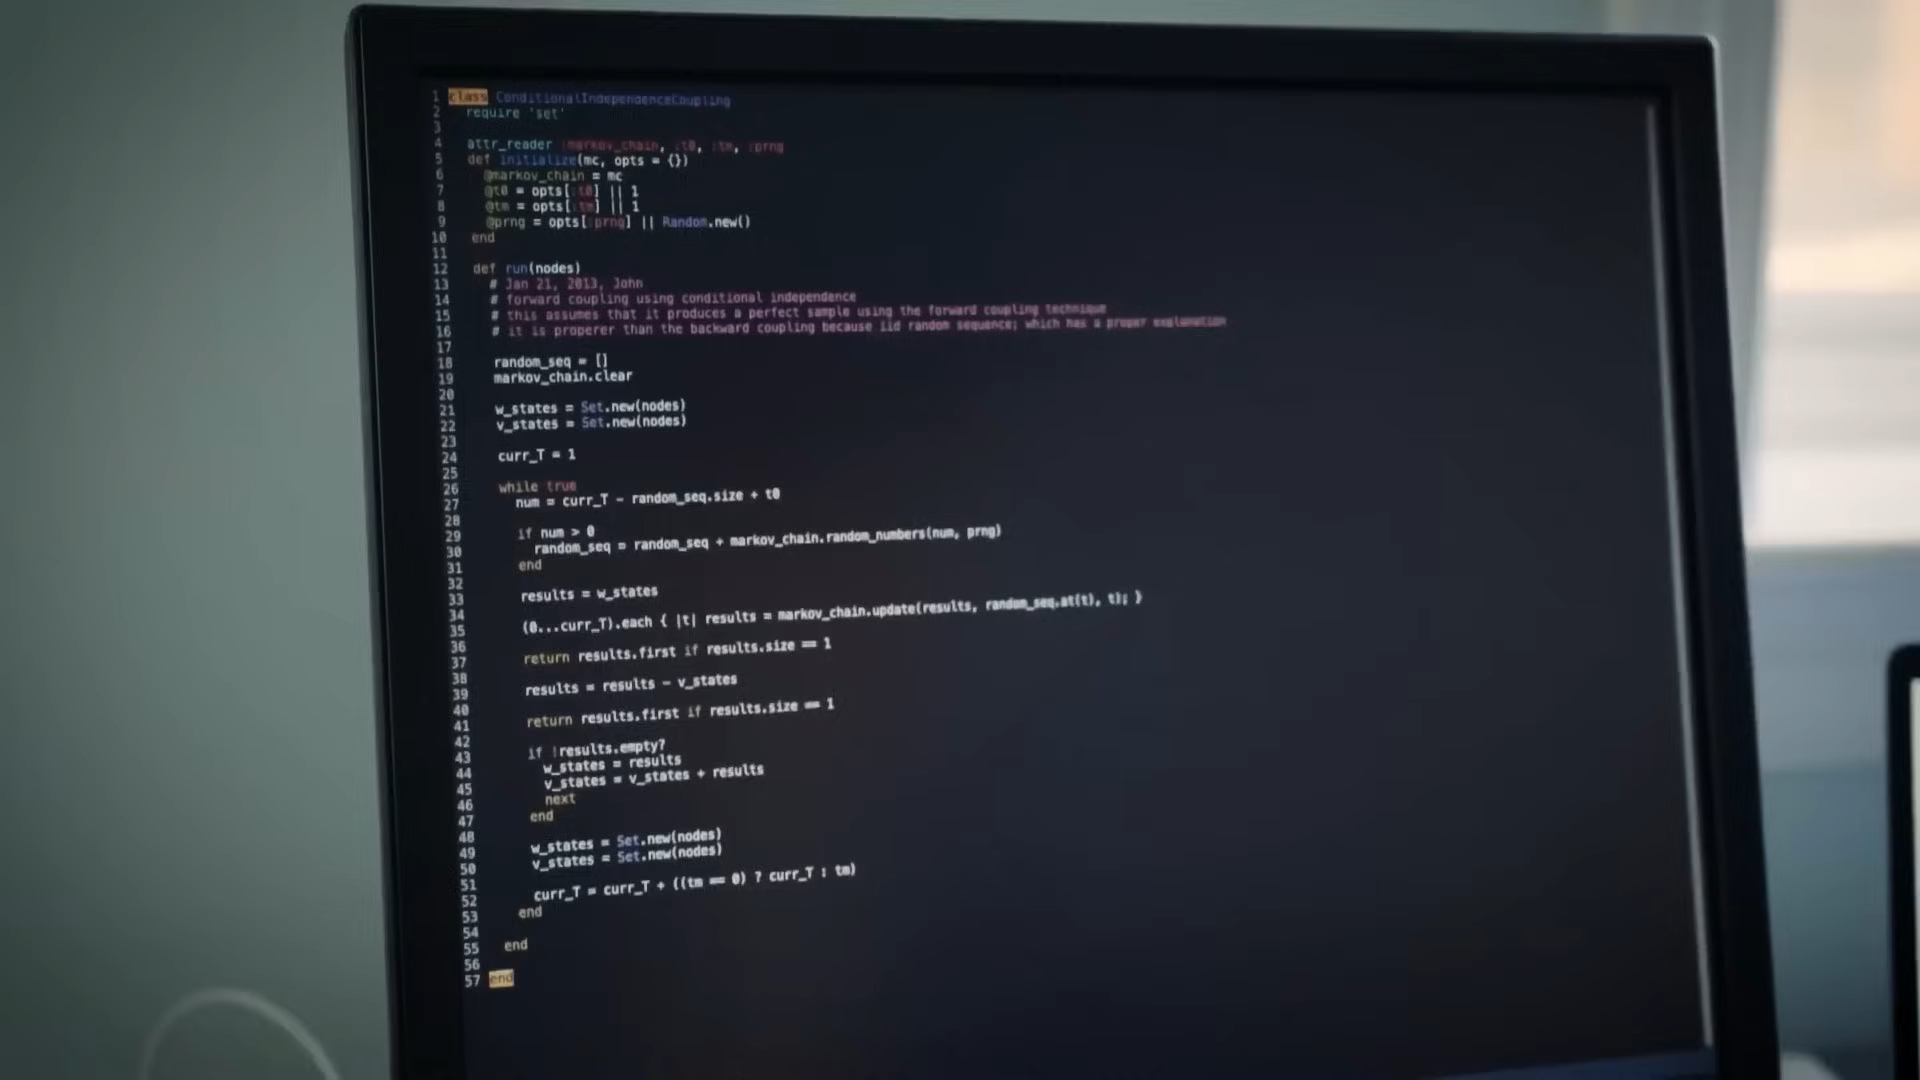 1 class ConditionalIndependenceCoupling
2 require 'set'
3
4 attr_reader :markov_chain, :t0, :tm, :prng
5 def initialize(mc, opts = {})
6 @markov_chain = mc
7 @t0 = opts[:t0] || 1
8 @tm = opts[:tm] || 1
9 @prng = opts[:prng] || Random.new()
10 end
11
12 def run(nodes)
13 # Jan 21, 2013, John
14 # forward coupling using conditional independence
15 # this assumes that it produces a perfect sample using the forward coupling technique
16 # it is properer than the backward coupling because iid random sequence; which has a proper explanation
17
18 random_seq = []
19 markov_chain.clear
20
21 w_states = Set.new(nodes)
22 v_states = Set.new(nodes)
23
24 curr_T = 1
25
26 while true
27 num = curr_T - random_seq.size + t0
28
29 if num > 0
30 random_seq = random_seq + markov_chain.random_numbers(num, prng)
31 end
32
33 results = w_states
34
35 (0...curr_T).each { |t| results = markov_chain.update(results, random_seq.at(t), t); }
36
37 return results.first if results.size == 1
38
39 results = results - v_states
40
41 return results.first if results.size == 1
42
43 if !results.empty?
44 w_states = results
45 v_states = v_states + results
46 next
47 end
48
49 w_states = Set.new(nodes)
50 v_states = Set.new(nodes)
51
52 curr_T = curr_T + ((tm == 0) ? curr_T : tm)
53 end
54
55 end
56
57 end